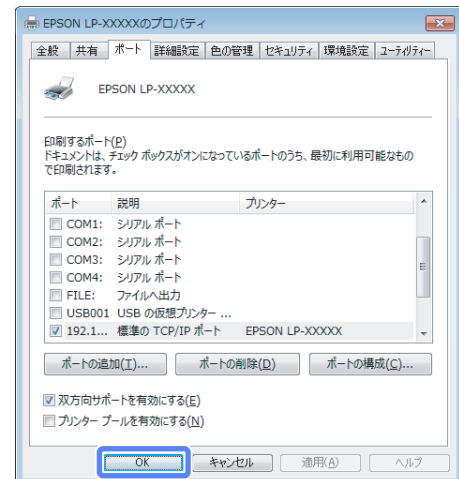 EPSON LP-XXXXXのプロパティ
全般 共有 ポート 詳細設定 色の管理 セキュリティ 環境設定 ユーティリティー
EPSON LP-XXXXX
印刷するポート(P)
ドキュメントは、チェック ボックスがオンになっているポートのうち、最初に利用可能なもの
で印刷されます。
ポート 説明 プリンター
COM1: シリアル ポート
COM2: シリアル ポート
COM3: シリアル ポート
COM4: シリアル ポート
FILE: ファイルへ出力
USB001 USB の仮想プリンター ...
192.1... 標準の TCP/IP ポート EPSON LP-XXXXX
ポートの追加(T)... ポートの削除(D) ポートの構成(C)...
双方向サポートを有効にする(E)
プリンター プールを有効にする(N)
OK キャンセル 適用(A) ヘルプ